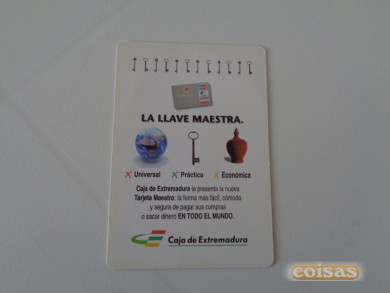 LA LLAVE MAESTRA.
Universal Práctica Económica
Caja de Extremadura le presenta la nueva
Tarjeta Maestro: la forma más fácil, cómoda
y segura de pagar sus compras
o sacar dinero EN TODO EL MUNDO.
Caja de Extremadura
coisas